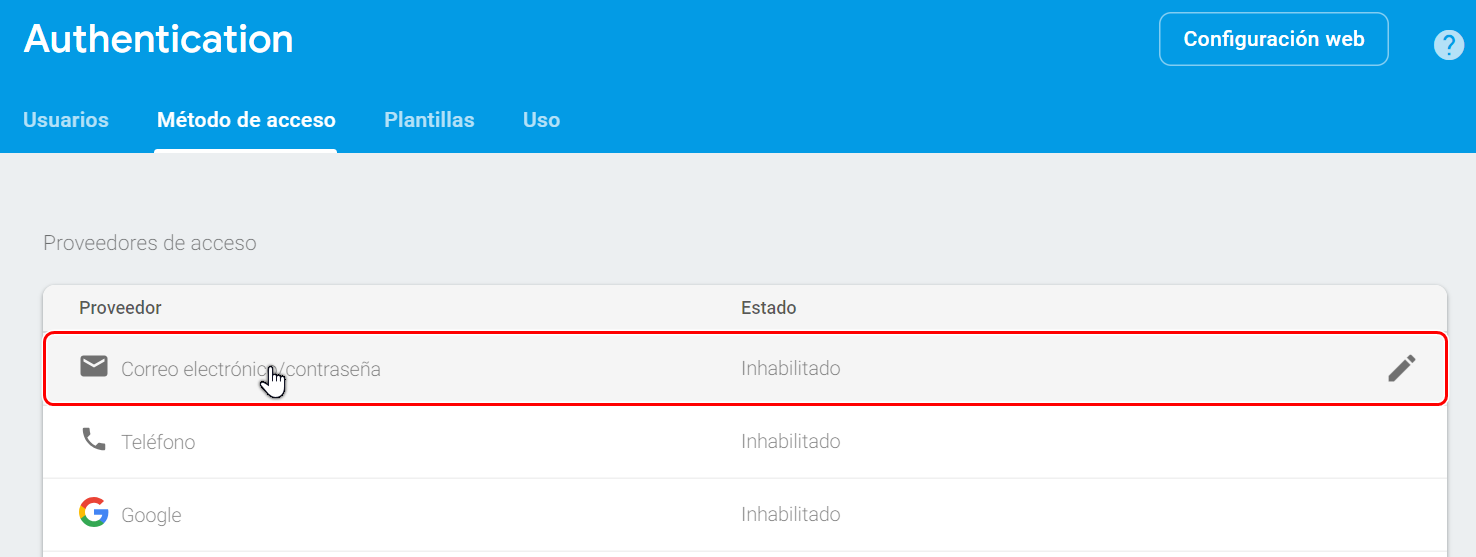 Authentication
Configuración web
?
Usuarios Método de acceso Plantillas Uso
Proveedores de acceso
Proveedor Estado
Correo electrónico/contraseña Inhabilitado
Teléfono Inhabilitado
Google Inhabilitado